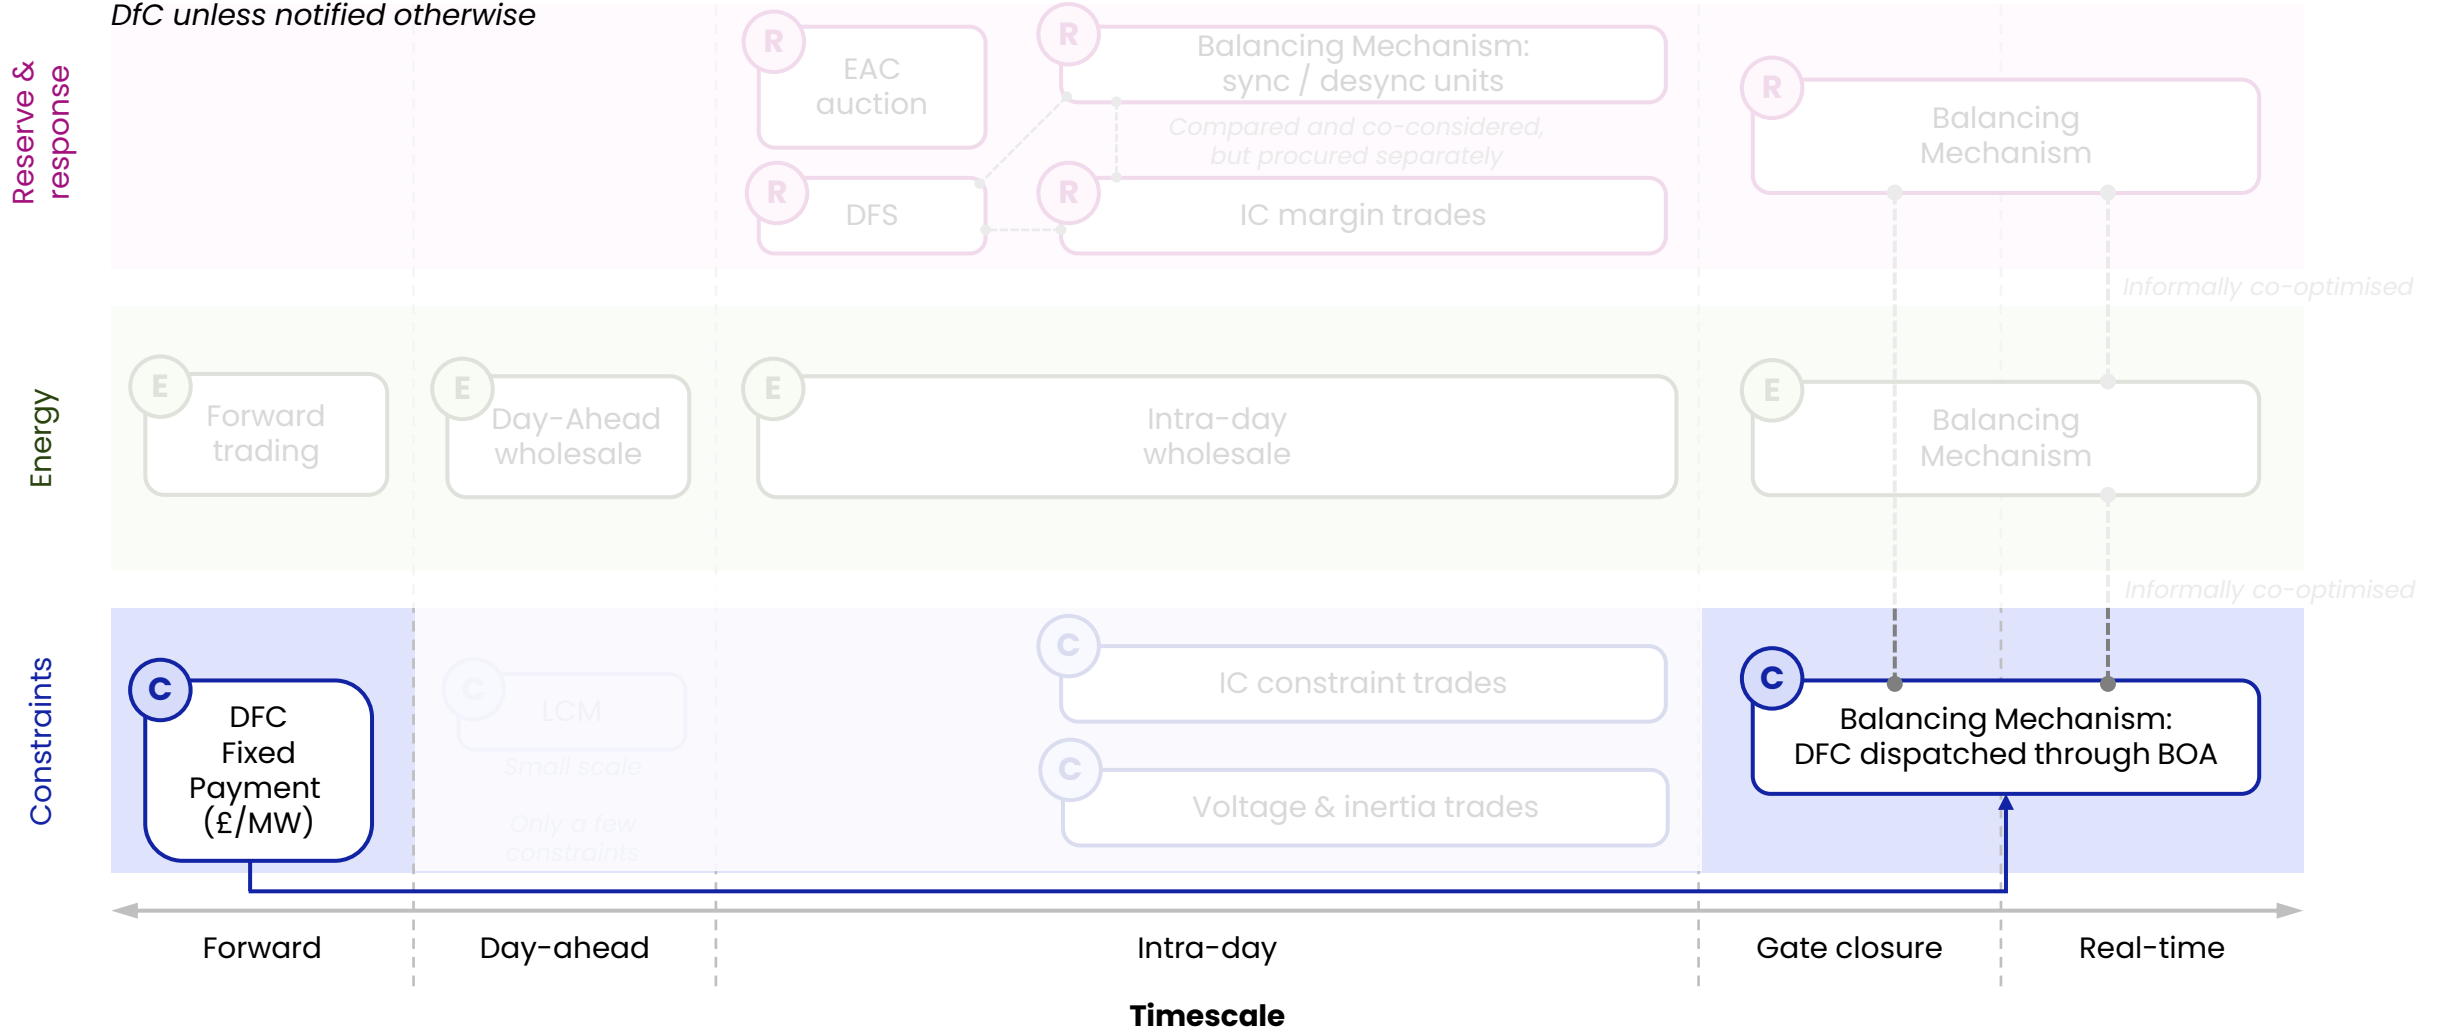 DfC unless notified otherwise
Reserve &
response
R
EAC
auction
R
Balancing Mechanism:
sync / desync units
Compared and co-considered,
but procured separately
R
DFS
R
IC margin trades
R
Balancing
Mechanism
Informally co-optimised
Energy
E
Forward
trading
E
Day-Ahead
wholesale
E
Intra-day
wholesale
E
Balancing
Mechanism
Informally co-optimised
Constraints
C
DFC
Fixed
Payment
(£/MW)
C
LCM
Small scale
Only a few
constraints
C
IC constraint trades
C
Voltage & inertia trades
C
Balancing Mechanism:
DFC dispatched through BOA
Forward
Day-ahead
Intra-day
Gate closure
Real-time
Timescale